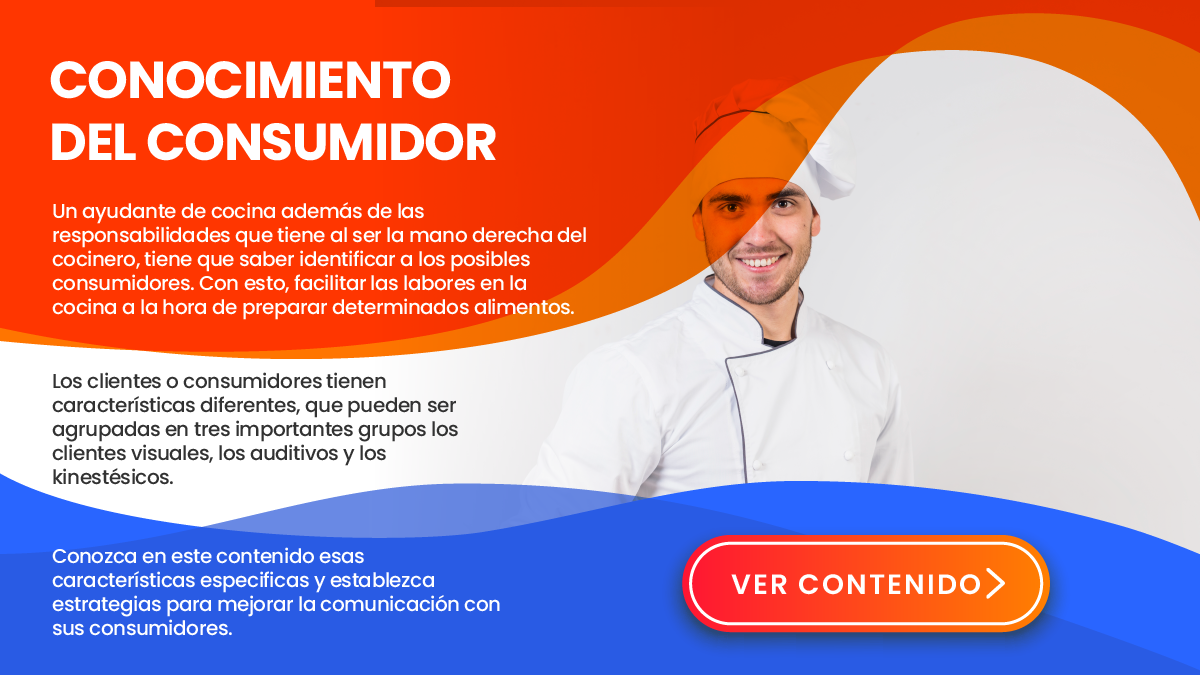 CONOCIMIENTO
DEL CONSUMIDOR
Un ayudante de cocina además de las
responsabilidades que tiene al ser la mano derecha del
cocinero, tiene que saber identificar a los posibles
consumidores. Con esto, facilitar las labores en la
cocina a la hora de preparar determinados alimentos.
Los clientes o consumidores tienen
características diferentes, que pueden ser
agrupadas en tres importantes grupos los
clientes visuales, los auditivos y los
kinestésicos.
Conozca en este contenido esas
características especificas y establezca
estrategias para mejorar la comunicación con
sus consumidores.
VER CONTENIDO